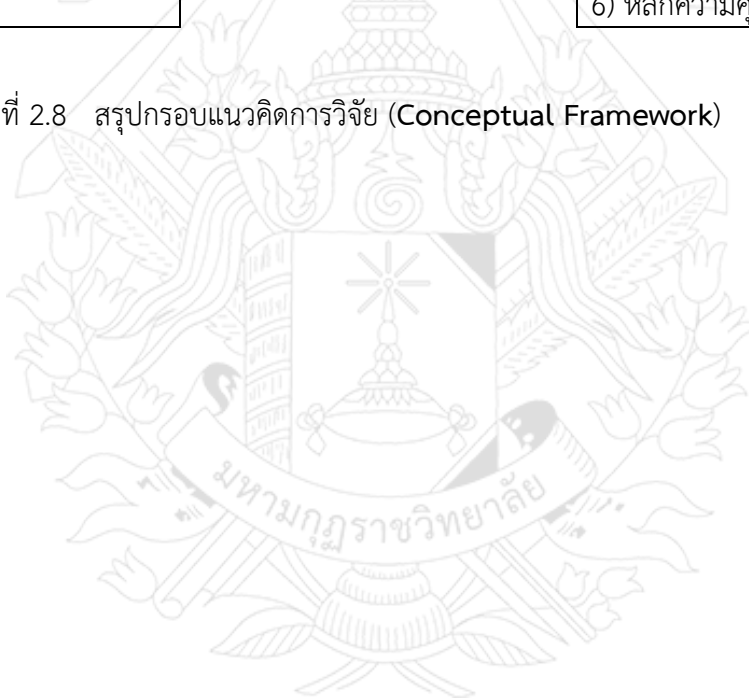 6) หลักความคุ
ที่ 2.8 สรุปกรอบแนวคิดการวิจัย (Conceptual Framework)
มหามกุฏราชวิทยาลัย